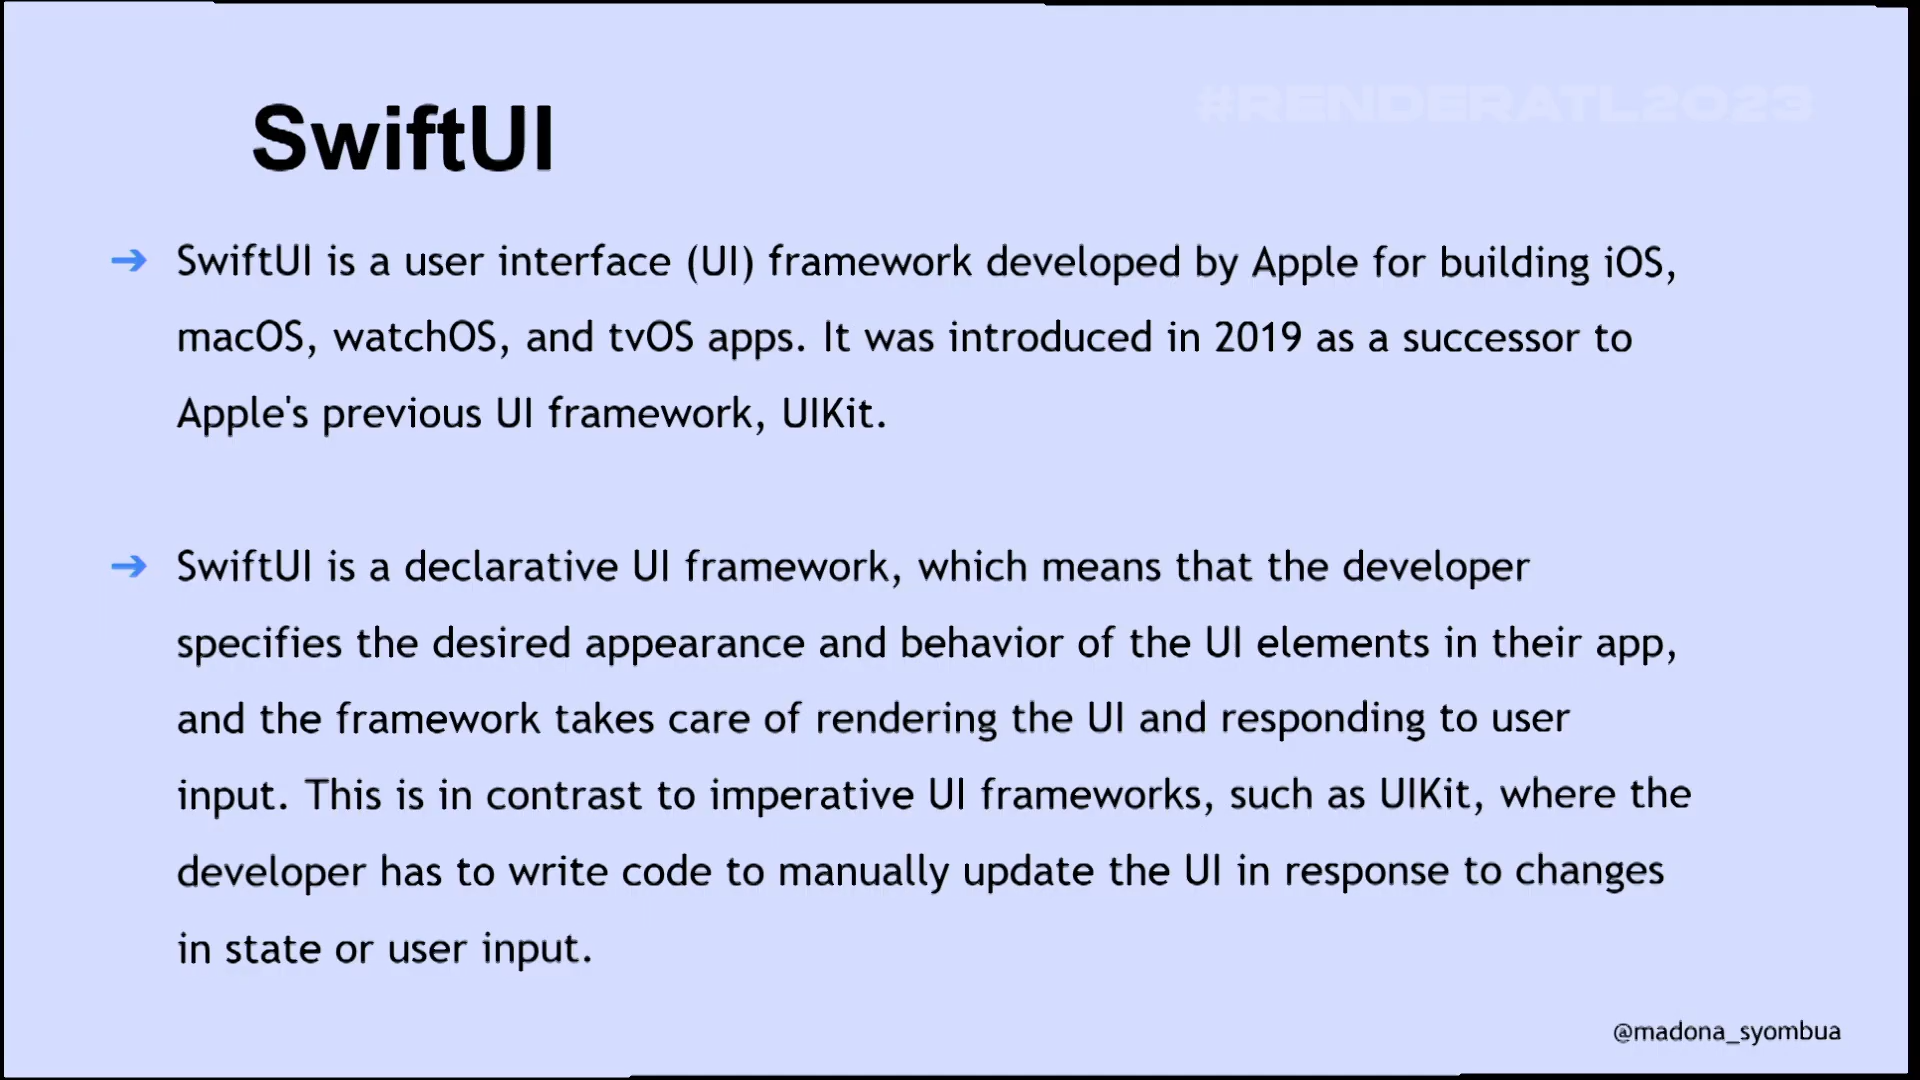 #RENDERATL2023
SwiftUI
➔ SwiftUI is a user interface (UI) framework developed by Apple for building iOS,
macOS, watchOS, and tvOS apps. It was introduced in 2019 as a successor to
Apple's previous UI framework, UIKit.
➔ SwiftUI is a declarative UI framework, which means that the developer
specifies the desired appearance and behavior of the UI elements in their app,
and the framework takes care of rendering the UI and responding to user
input. This is in contrast to imperative UI frameworks, such as UIKit, where the
developer has to write code to manually update the UI in response to changes
in state or user input.
@madona_syombua